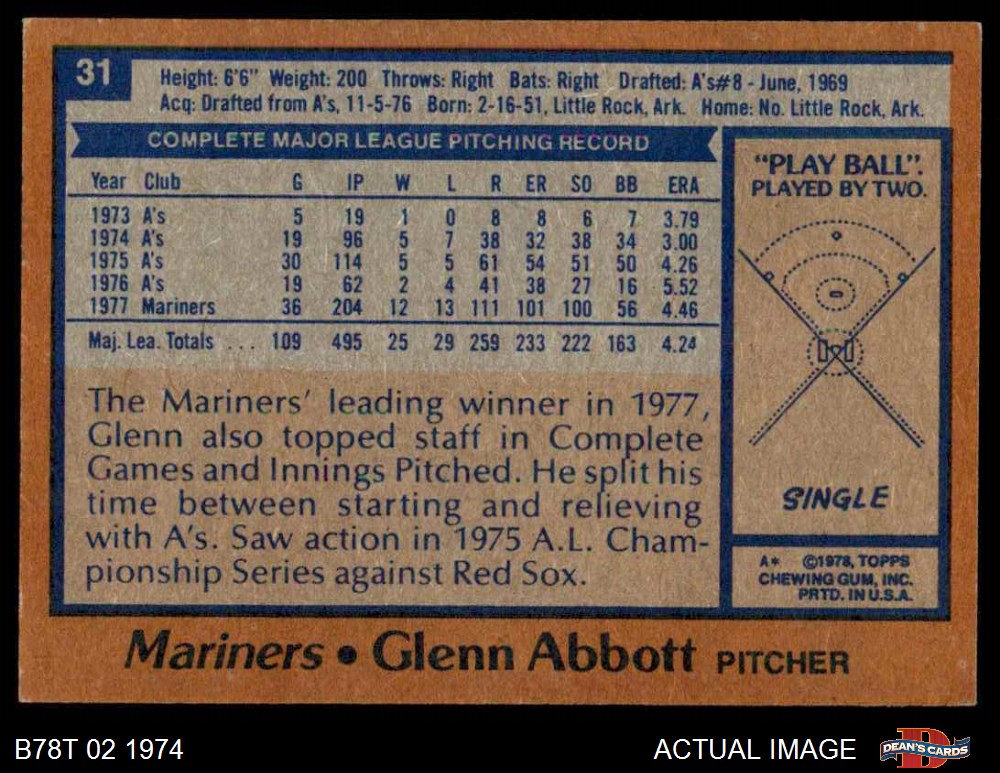 31
Height: 6'6" Weight: 200 Throws: Right Bats: Right Drafted: A's#8 - June, 1969
Acq: Drafted from A's, 11-5-76 Born: 2-16-51, Little Rock, Ark. Home: No. Little Rock, Ark.
COMPLETE MAJOR LEAGUE PITCHING RECORD
Year Club G IP W L R ER SO BB ERA
1973 A's 5 19 1 0 8 8 6 7 3.79
1974 A's 19 96 5 7 38 32 38 34 3.00
1975 A's 30 114 5 5 61 54 51 50 4.26
1976 A's 19 62 2 4 41 38 27 16 5.52
1977 Mariners 36 204 12 13 111 101 100 56 4.46
Maj. Lea. Totals ... 109 495 25 29 259 233 222 163 4.24
The Mariners' leading winner in 1977,
Glenn also topped staff in Complete
Games and Innings Pitched. He split his
time between starting and relieving
with A's. Saw action in 1975 A.L. Cham-
pionship Series against Red Sox.
"PLAY BALL".
PLAYED BY TWO.
SINGLE
A* ©1978, TOPPS
CHEWING GUM, INC.
PRTD. IN U.S.A.
Mariners • Glenn Abbott PITCHER
B78T 02 1974
ACTUAL IMAGE
DEAN'S CARDS